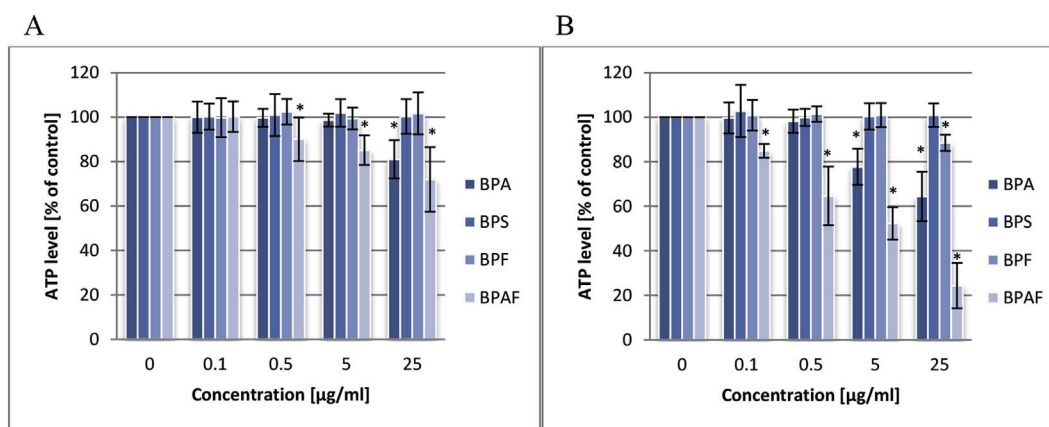 A
120
100
80
60
40
20
0
ATP level [% of control]
* * * *
0 0.1 0.5 5 25
Concentration [µg/ml]
BPA
BPS
BPF
BPAF
B
120
100
80
60
40
20
0
ATP level [% of control]
* * * * * * *
0 0.1 0.5 5 25
Concentration [µg/ml]
BPA
BPS
BPF
BPAF